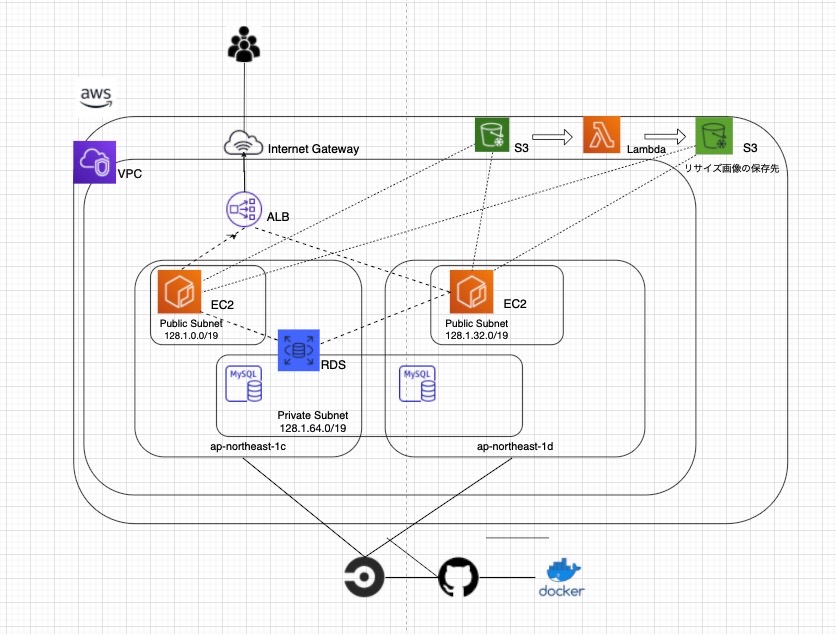 aws
Internet Gateway
S3
Lambda
S3
リサイズ画像の保存先
VPC
ALB
EC2
Public Subnet
128.1.0.0/19
EC2
Public Subnet
128.1.32.0/19
RDS
MySQL
MySQL
Private Subnet
128.1.64.0/19
ap-northeast-1c
ap-northeast-1d
docker